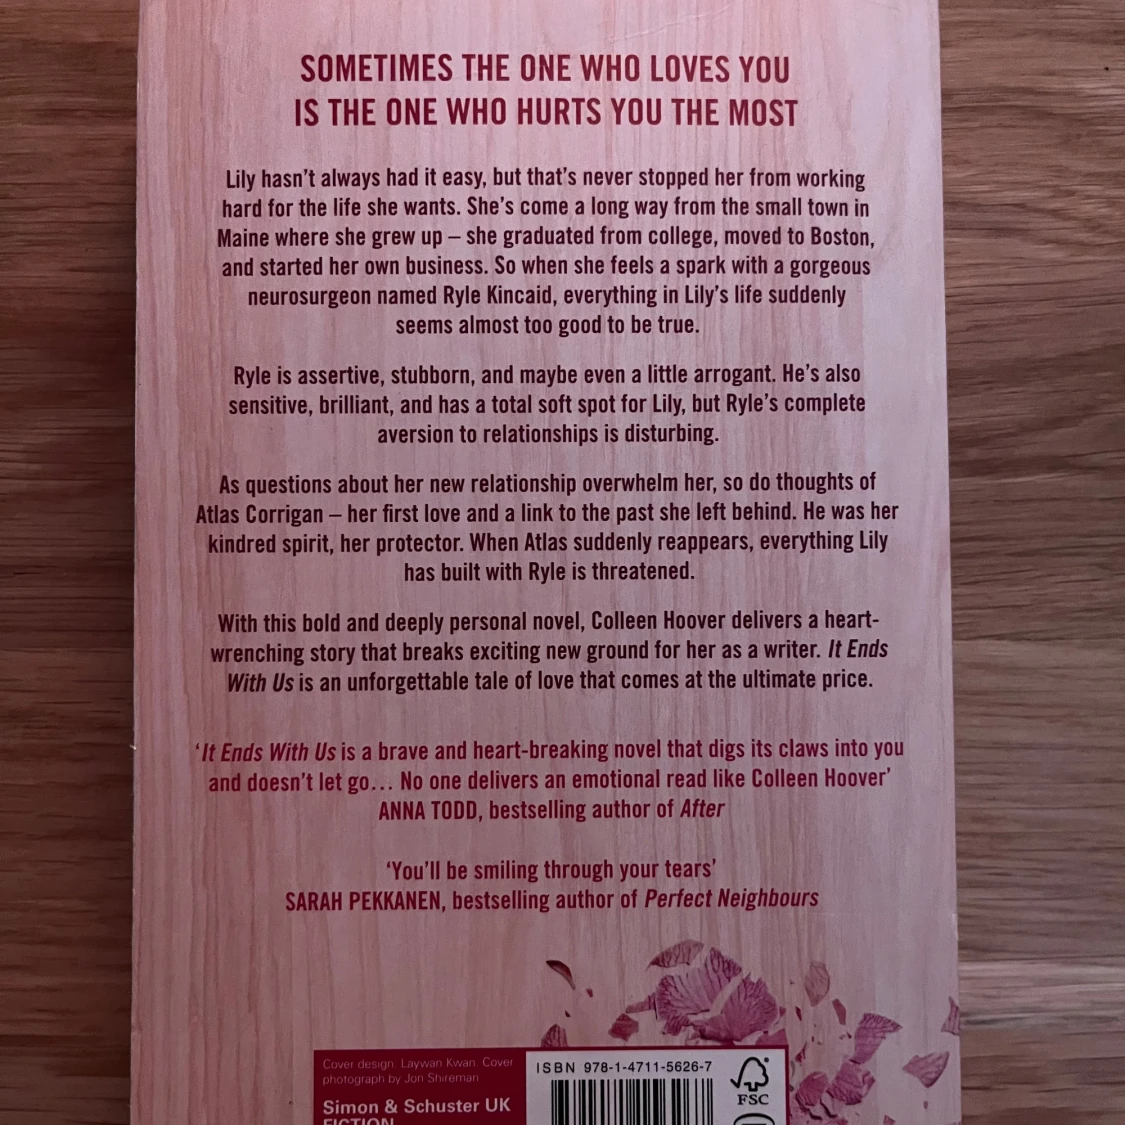 SOMETIMES THE ONE WHO LOVES YOU
IS THE ONE WHO HURTS YOU THE MOST
Lily hasn't always had it easy, but that's never stopped her from working
hard for the life she wants. She's come a long way from the small town in
Maine where she grew up – she graduated from college, moved to Boston,
and started her own business. So when she feels a spark with a gorgeous
neurosurgeon named Ryle Kincaid, everything in Lily's life suddenly
seems almost too good to be true.
Ryle is assertive, stubborn, and maybe even a little arrogant. He's also
sensitive, brilliant, and has a total soft spot for Lily, but Ryle's complete
aversion to relationships is disturbing.
As questions about her new relationship overwhelm her, so do thoughts of
Atlas Corrigan – her first love and a link to the past she left behind. He was her
kindred spirit, her protector. When Atlas suddenly reappears, everything Lily
has built with Ryle is threatened.
With this bold and deeply personal novel, Colleen Hoover delivers a heart-
wrenching story that breaks exciting new ground for her as a writer. It Ends
With Us is an unforgettable tale of love that comes at the ultimate price.
'It Ends With Us is a brave and heart-breaking novel that digs its claws into you
and doesn't let go… No one delivers an emotional read like Colleen Hoover'
ANNA TODD, bestselling author of After
'You'll be smiling through your tears'
SARAH PEKKANEN, bestselling author of Perfect Neighbours
Cover design: Laywan Kwan. Cover
photograph by Jon Shireman
Simon & Schuster UK
FICTION
ISBN 978-1-4711-5626-7
FSC